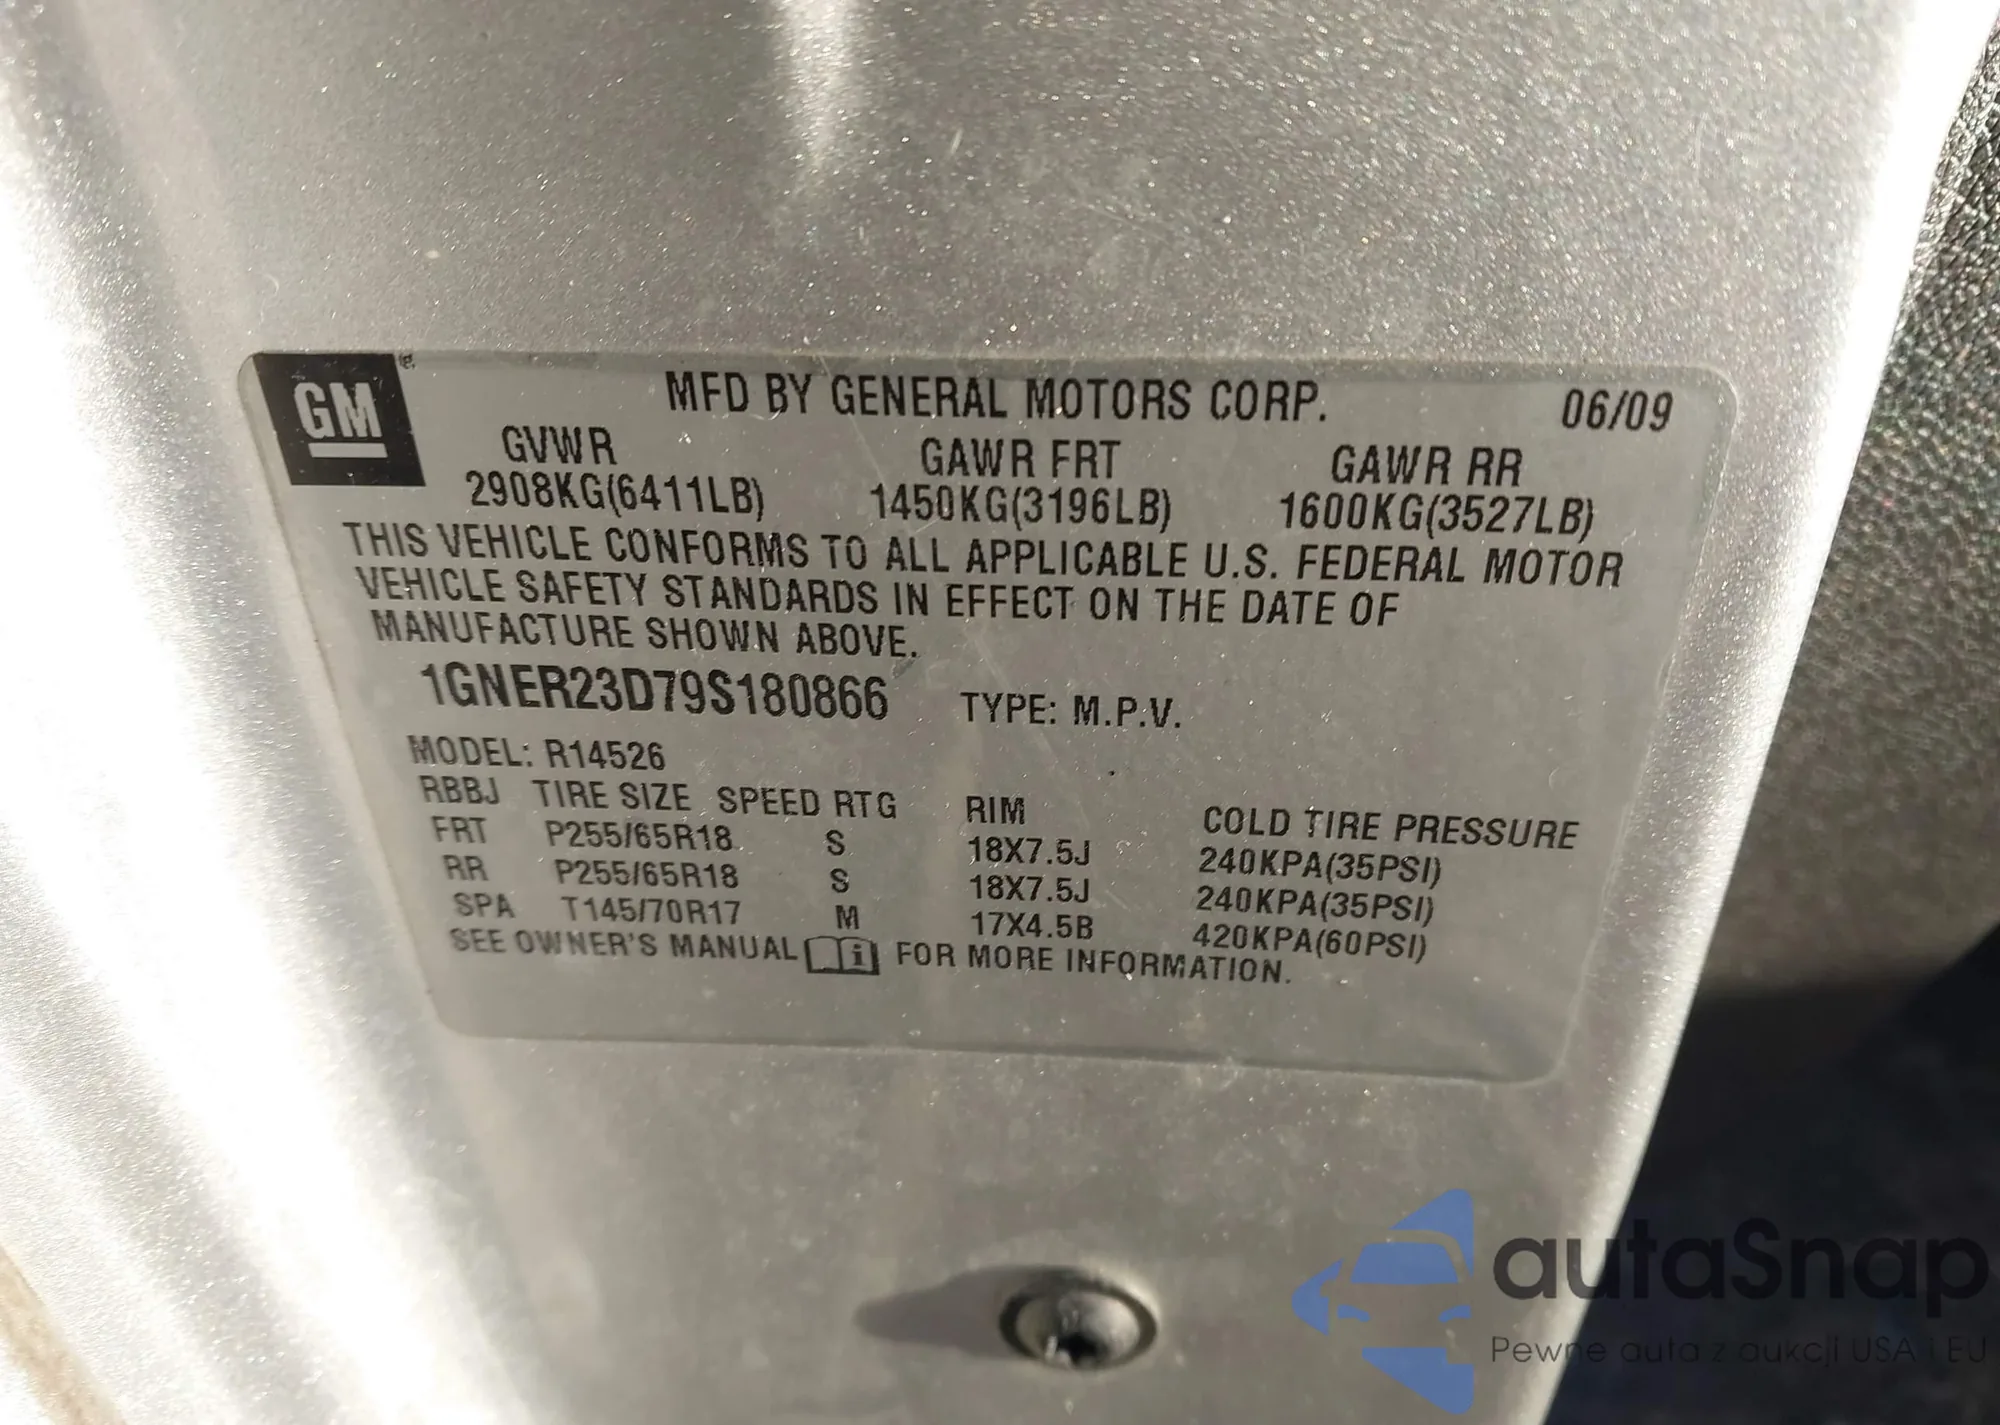 GM
MFD BY GENERAL MOTORS CORP. 06/09
GVWR GAWR FRT GAWR RR
2908KG(6411LB) 1450KG(3196LB) 1600KG(3527LB)
THIS VEHICLE CONFORMS TO ALL APPLICABLE U.S. FEDERAL MOTOR
VEHICLE SAFETY STANDARDS IN EFFECT ON THE DATE OF
MANUFACTURE SHOWN ABOVE.
1GNER23D79S180866 TYPE: M.P.V.
MODEL: R14526
RBBJ TIRE SIZE SPEED RTG RIM COLD TIRE PRESSURE
FRT P255/65R18 S 18X7.5J 240KPA(35PSI)
RR P255/65R18 S 18X7.5J 240KPA(35PSI)
SPA T145/70R17 M 17X4.5B 420KPA(60PSI)
SEE OWNER'S MANUAL i FOR MORE INFORMATION.
autaSnap
Pewne auta z aukcji USA i EU